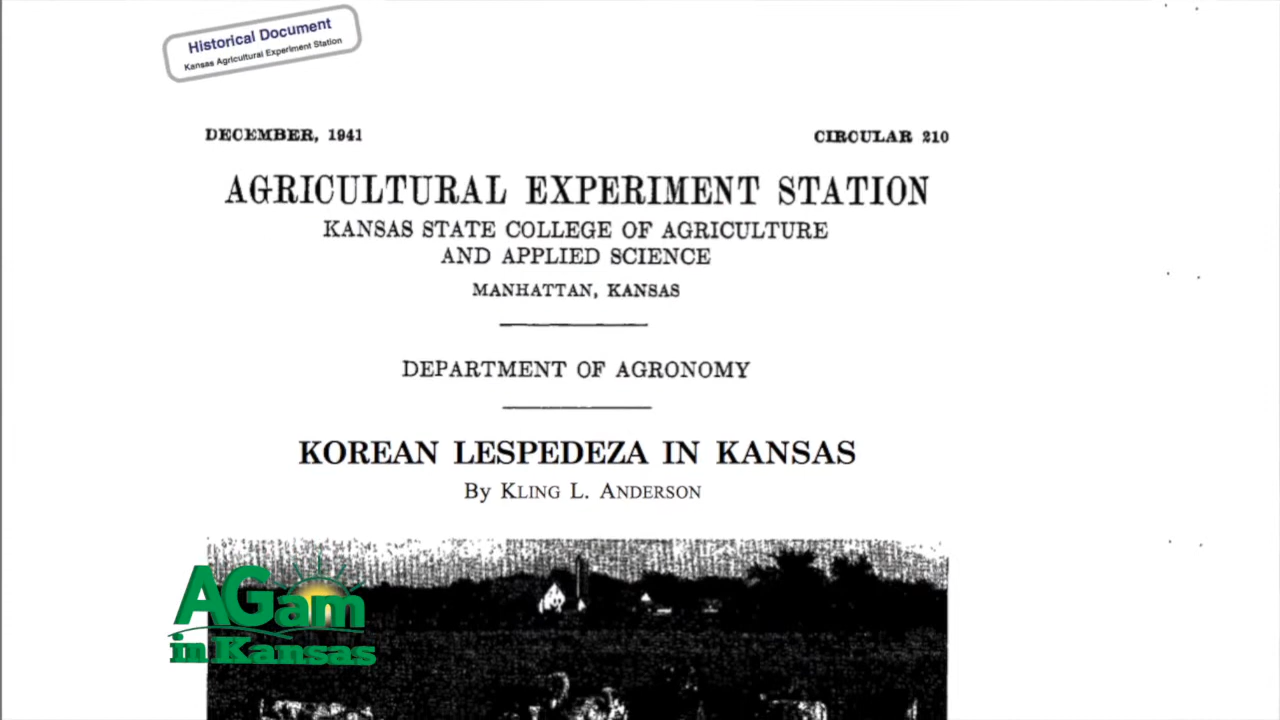 Historical Document
Kansas Agricultural Experiment Station
DECEMBER, 1941 CIRCULAR 210
AGRICULTURAL EXPERIMENT STATION
KANSAS STATE COLLEGE OF AGRICULTURE
AND APPLIED SCIENCE
MANHATTAN, KANSAS
DEPARTMENT OF AGRONOMY
KOREAN LESPEDEZA IN KANSAS
By KLING L. ANDERSON
AGam
in Kansas